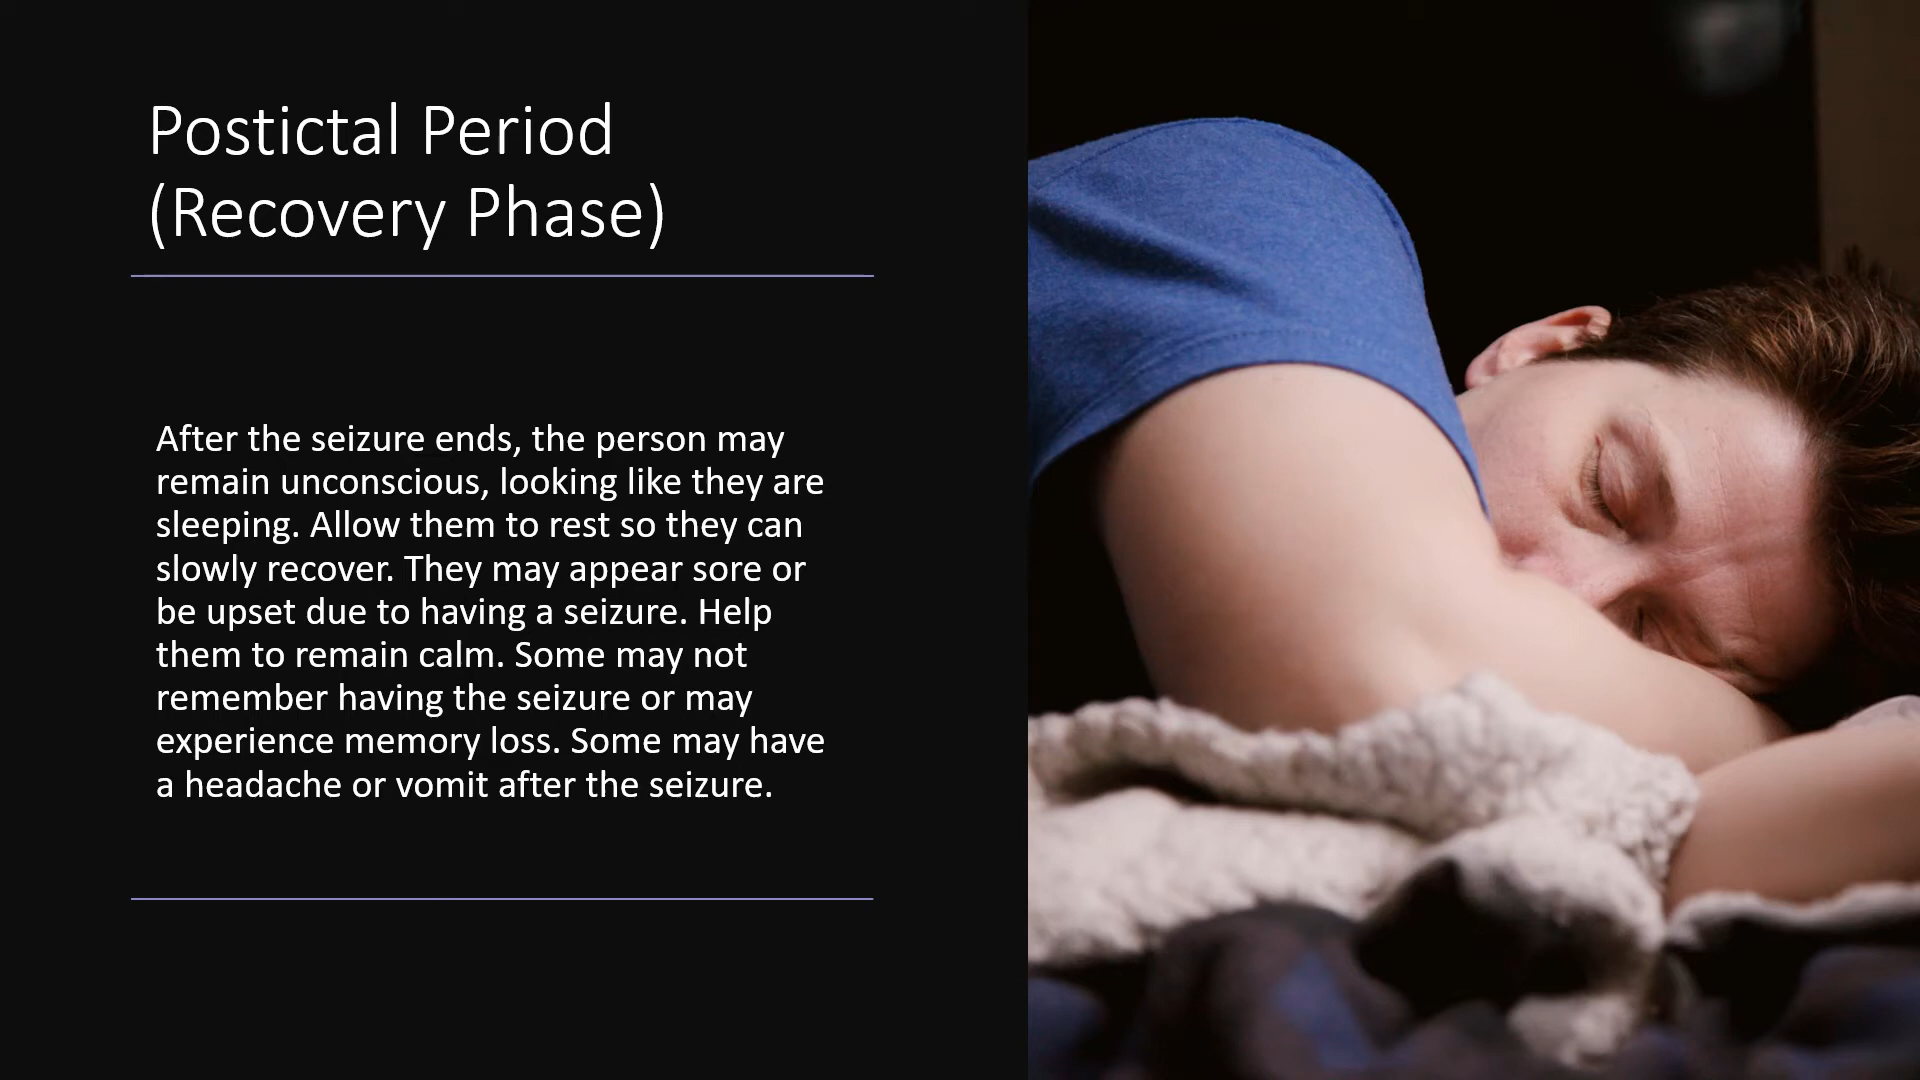 Postictal Period
(Recovery Phase)
After the seizure ends, the person may
remain unconscious, looking like they are
sleeping. Allow them to rest so they can
slowly recover. They may appear sore or
be upset due to having a seizure. Help
them to remain calm. Some may not
remember having the seizure or may
experience memory loss. Some may have
a headache or vomit after the seizure.